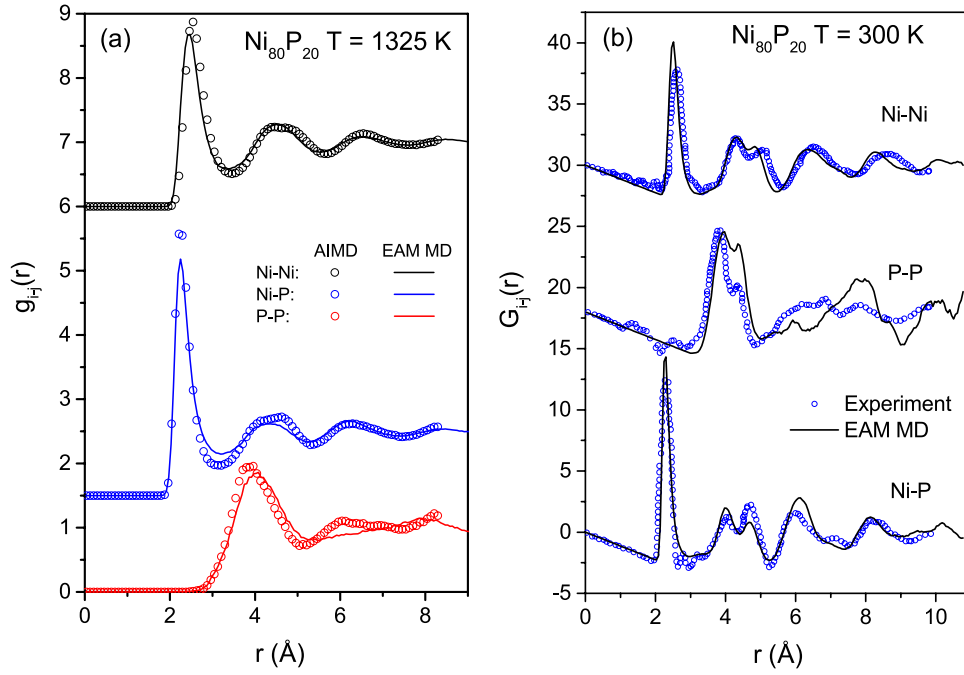 (a)
Ni80P20 T = 1325 K
9
8
7
6
5
4
3
2
1
0
gi-j(r)
AIMD EAM MD
Ni-Ni:
Ni-P:
P-P:
0 2 4 6 8
r (Å)
(b)
Ni80P20 T = 300 K
40
35
30
25
20
15
10
5
0
-5
Gi-j(r)
Ni-Ni
P-P
Experiment
EAM MD
Ni-P
0 2 4 6 8 10
r (Å)